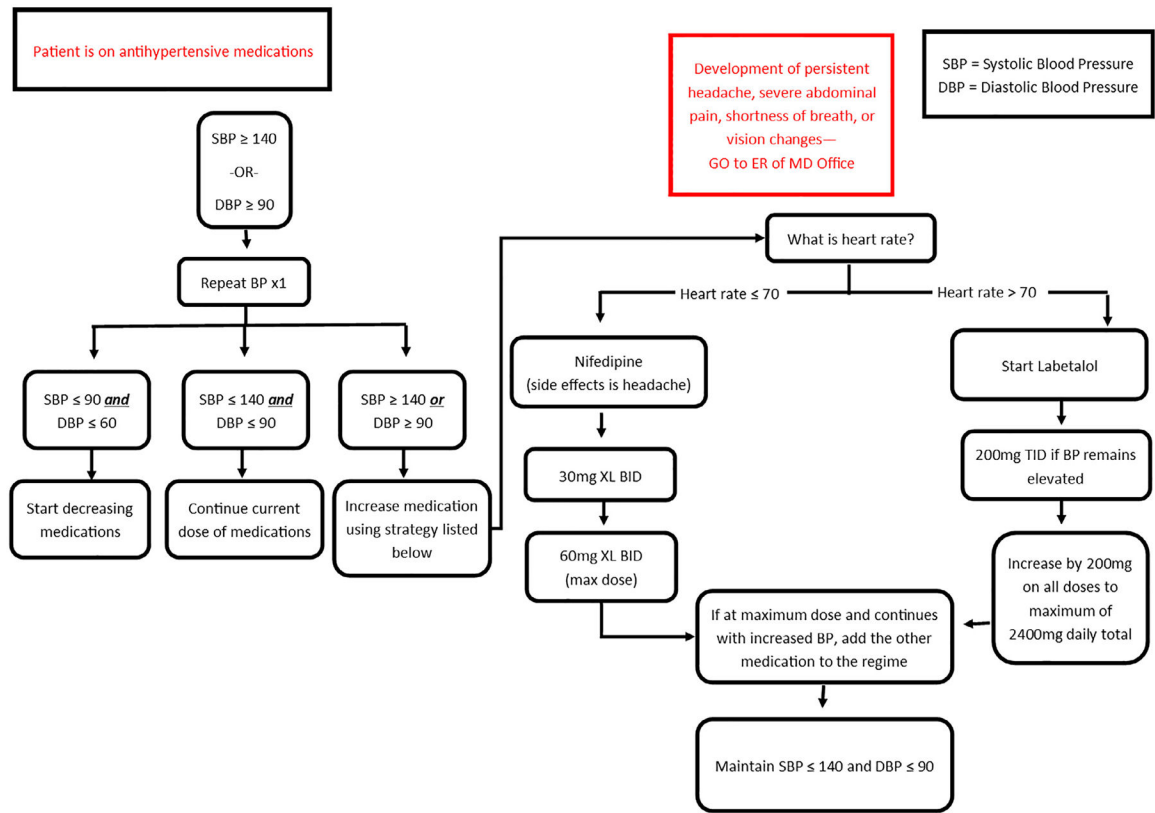 Patient is on antihypertensive medications
Development of persistent
headache, severe abdominal
pain, shortness of breath, or
vision changes—
GO to ER of MD Office
SBP = Systolic Blood Pressure
DBP = Diastolic Blood Pressure
SBP ≥ 140
-OR-
DBP ≥ 90
What is heart rate?
Repeat BP x1
Heart rate ≤ 70
Heart rate > 70
SBP ≤ 90 and
DBP ≤ 60
SBP ≤ 140 and
DBP ≤ 90
SBP ≥ 140 or
DBP ≥ 90
Nifedipine
(side effects is headache)
Start Labetalol
Start decreasing
medications
Continue current
dose of medications
Increase medication
using strategy listed
below
30mg XL BID
200mg TID if BP remains
elevated
60mg XL BID
(max dose)
Increase by 200mg
on all doses to
maximum of
2400mg daily total
If at maximum dose and continues
with increased BP, add the other
medication to the regime
Maintain SBP ≤ 140 and DBP ≤ 90